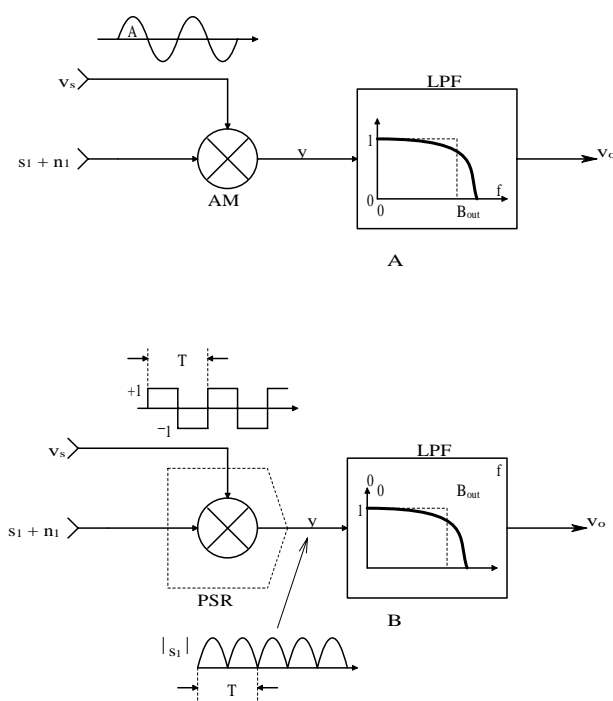 A
LPF
vs
s1 + n1
v
vo
1
AM
f
0
0
Bout
A
T
+1
−1
LPF
vs
f
0
0
Bout
1
s1 + n1
v
vo
PSR
B
|s1|
T